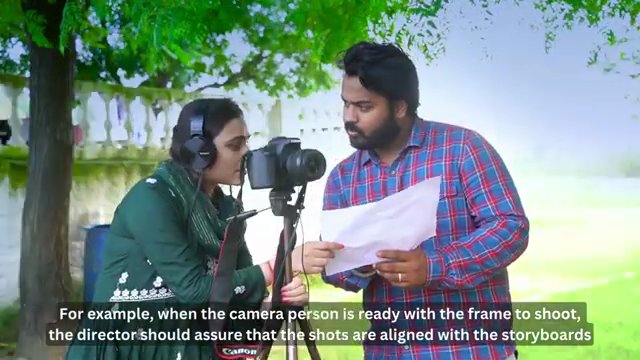 Canon
For example, when the camera person is ready with the frame to shoot,
the director should assure that the shots are aligned with the storyboards
Canon